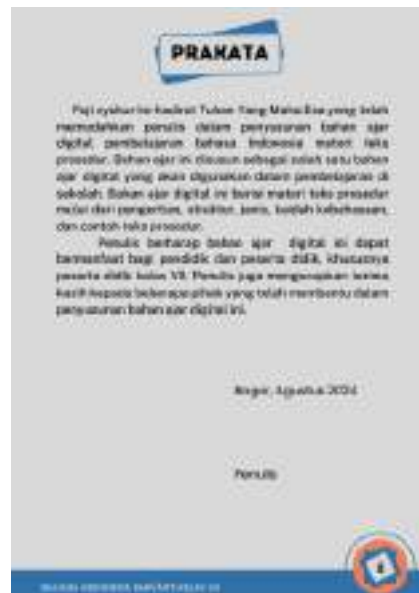 PRAKATA
Puji syukur ke hadirat Tuhan Yang Maha Esa yang telah
memudahkan penulis dalam penyusunan bahan ajar
digital pembelajaran bahasa Indonesia materi teks
prosedur. Bahan ajar ini disusun sebagai salah satu bahan
ajar digital yang akan digunakan dalam pembelajaran di
sekolah. Bahan ajar digital ini berisi materi teks prosedur
mulai dari pengertian, struktur, jenis, kaidah kebahasaan,
dan contoh teks prosedur.
Penulis berharap bahan ajar digital ini dapat
bermanfaat bagi pendidik dan peserta didik, khususnya
peserta didik kelas VII. Penulis juga mengucapkan terima
kasih kepada beberapa pihak yang telah membantu dalam
penyusunan bahan ajar digital ini.
Bogor, Agustus 2024
Penulis